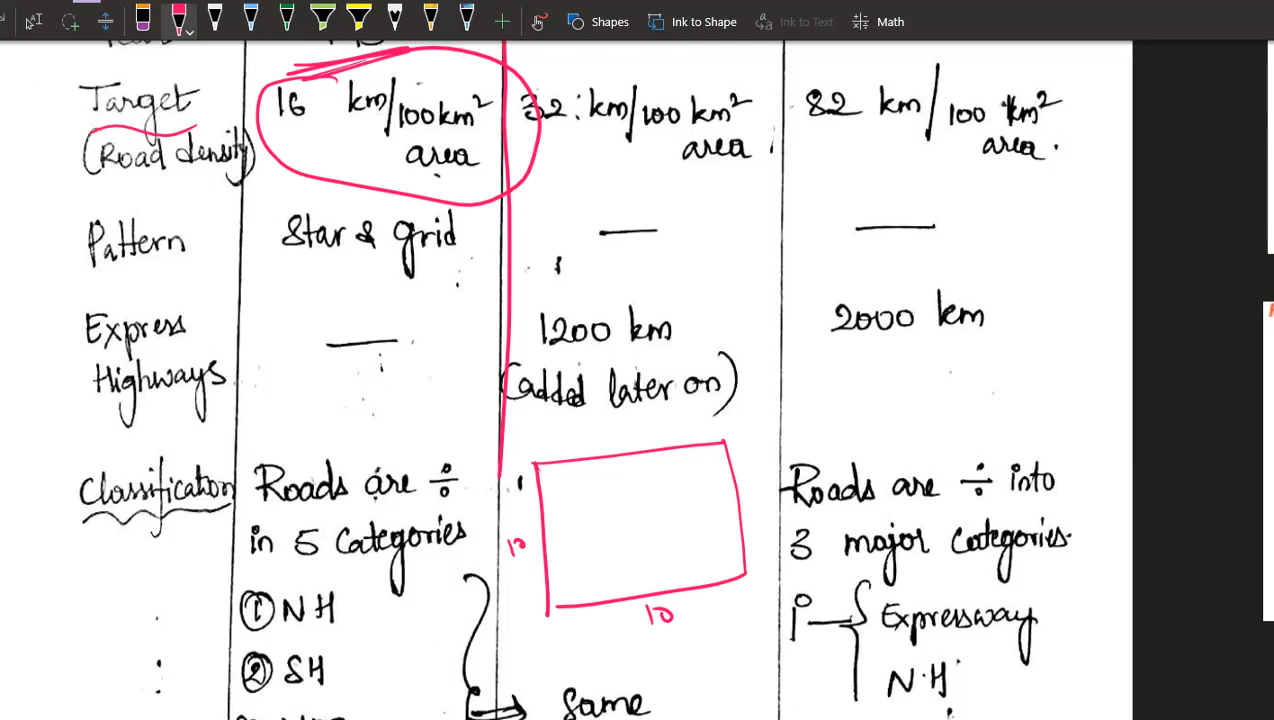 Shapes Ink to Shape Ink to Text Math
Target 16 km/100km² 32 km/100 km² 82 km/100 km²
(Road density) area area area.
Pattern Star & grid — —
Express — 1200 km 2000 km
Highways (added later on)
Classification Roads are ÷ Roads are ÷ into
in 5 Categories 10 3 major categories.
① NH 10 i Expressway
② SH N.H
Same